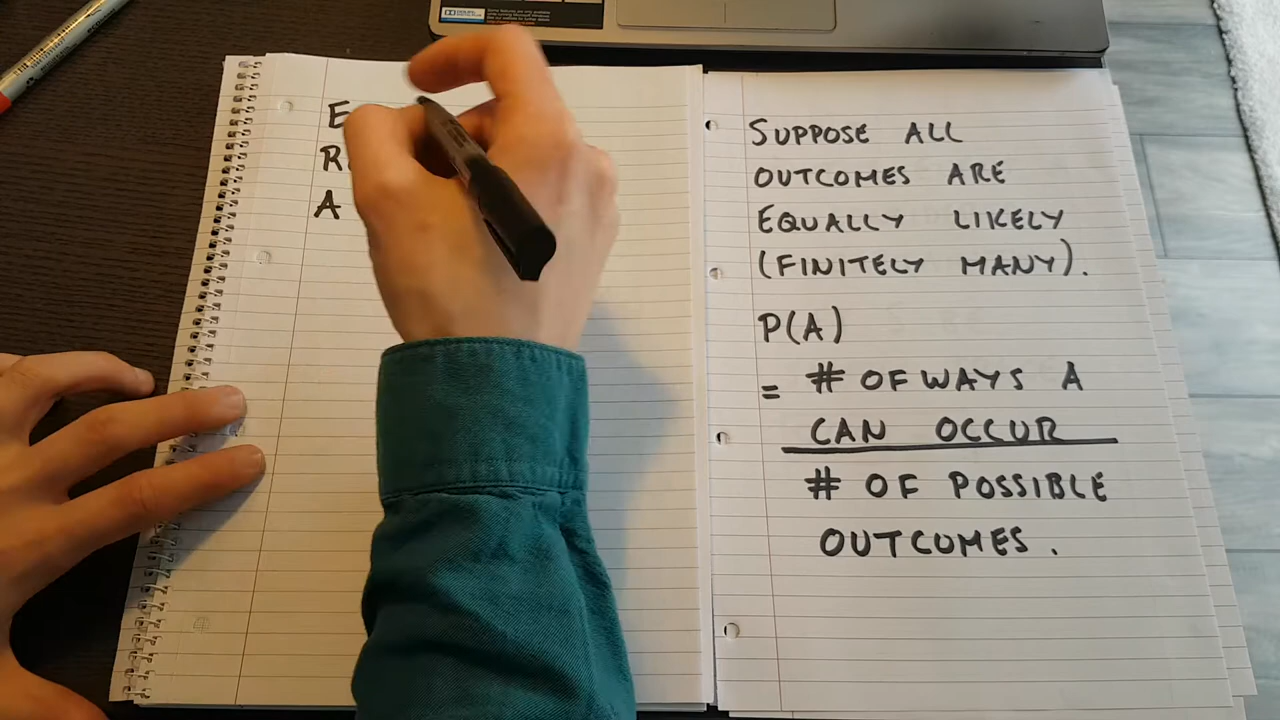 E
R
A
SUPPOSE ALL
OUTCOMES ARE
EQUALLY LIKELY
(FINITELY MANY).
P(A)
= # OF WAYS A
CAN OCCUR
# OF POSSIBLE
OUTCOMES.